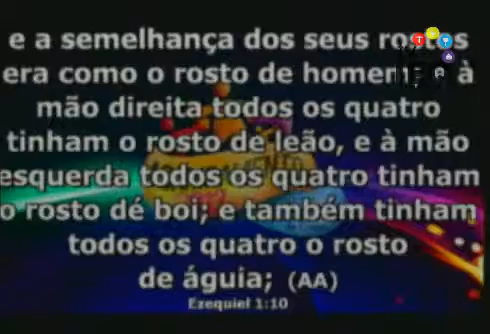 e a semelhança dos seus rostos
era como o rosto de homem; e à
mão direita todos os quatro
tinham o rosto de leão, e à mão
esquerda todos os quatro tinham
o rosto dé boi; e também tinham
todos os quatro o rosto
de águia; (AA)
Ezequiel 1:10